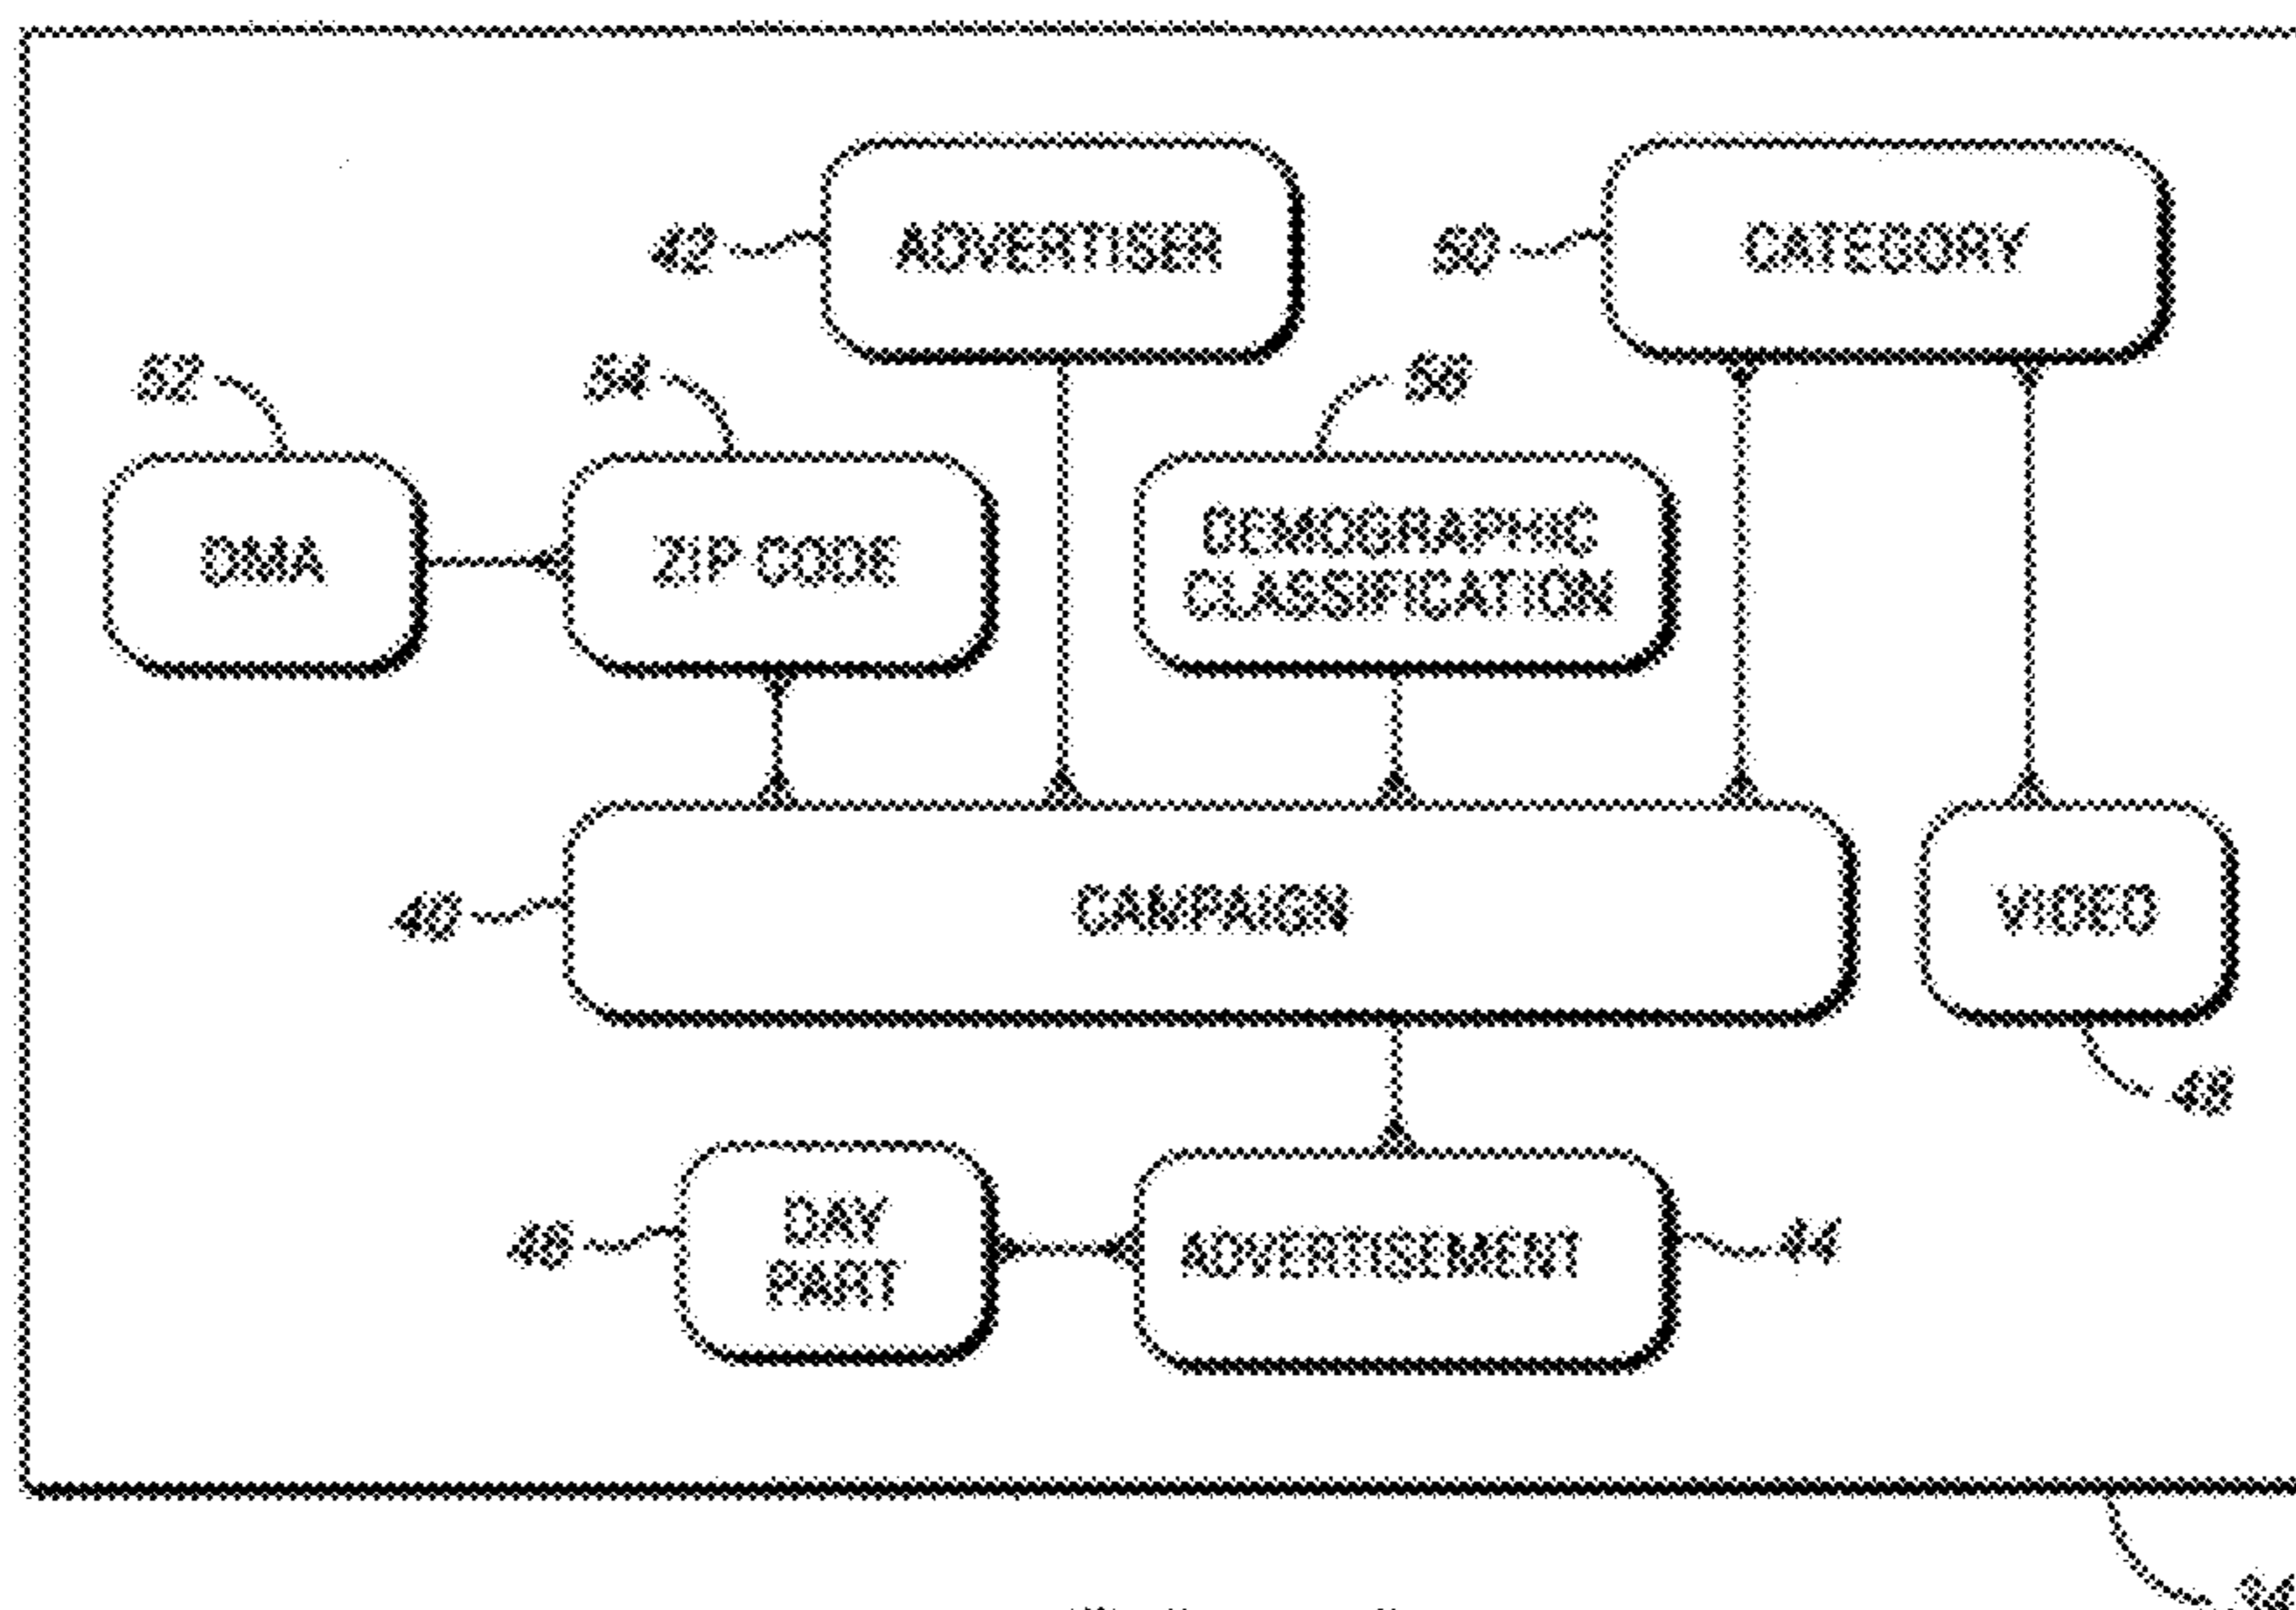 42
ADVERTISER
50
CATEGORY
52
54
56
DMA
ZIP CODE
DEMOGRAPHIC
CLASSIFICATION
40
CAMPAIGN
VIDEO
48
46
DAY
PART
ADVERTISEMENT
44